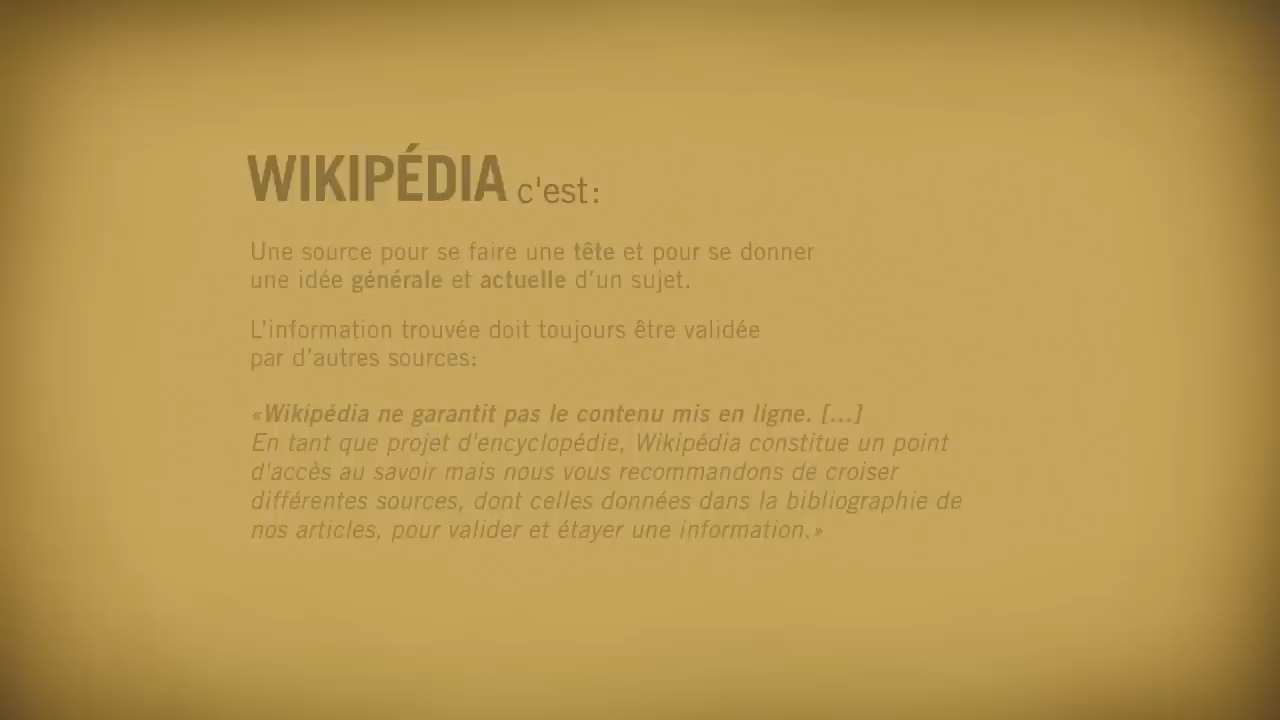 WIKIPÉDIA c'est:
Une source pour se faire une tête et pour se donner
une idée générale et actuelle d'un sujet.
L'information trouvée doit toujours être validée
par d'autres sources:
«Wikipédia ne garantit pas le contenu mis en ligne. [...]
En tant que projet d'encyclopédie, Wikipédia constitue un point
d'accès au savoir mais nous vous recommandons de croiser
différentes sources, dont celles données dans la bibliographie de
nos articles, pour valider et étayer une information.»